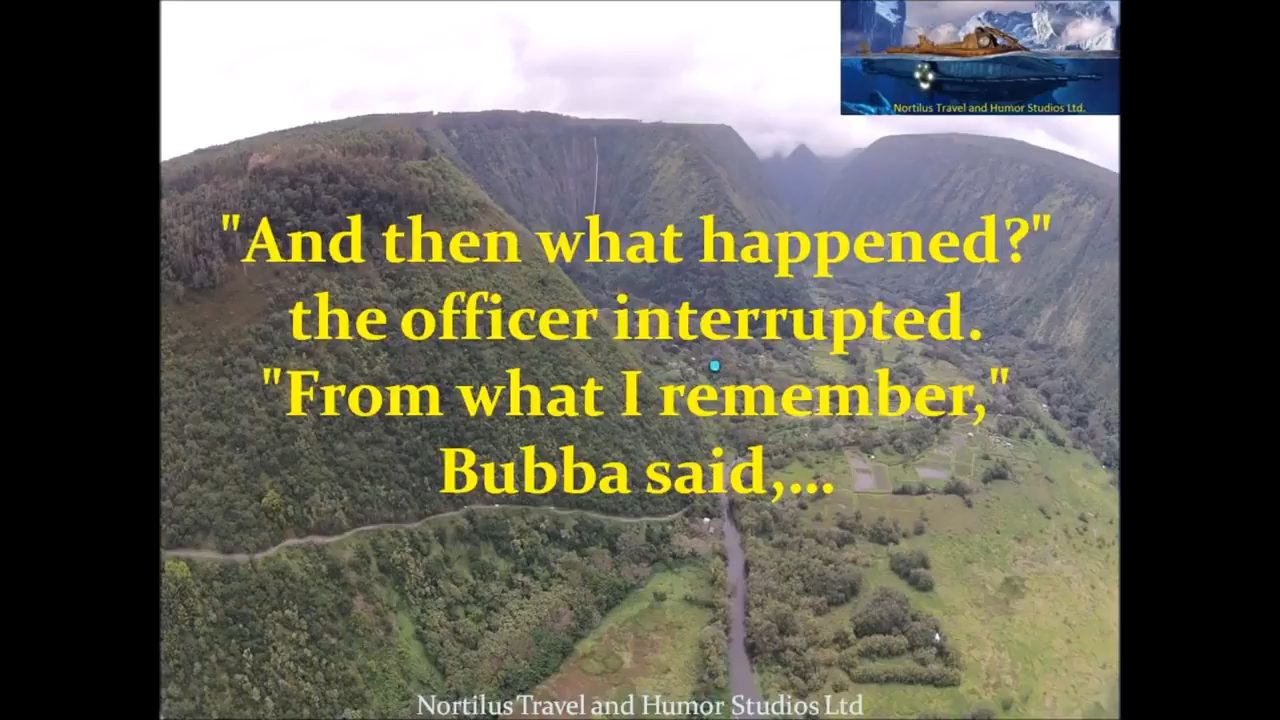 Nortilus Travel and Humor Studios Ltd.
"And then what happened?"
the officer interrupted.
"From what I remember,"
Bubba said,...
Nortilus Travel and Humor Studios Ltd